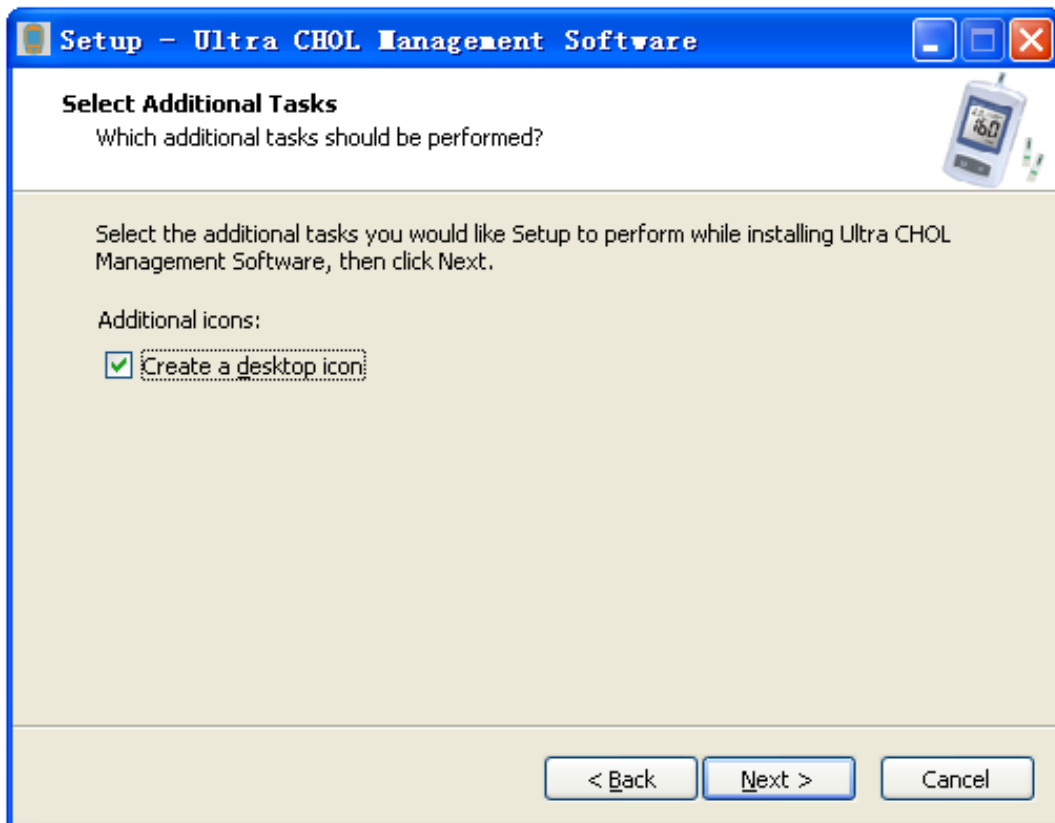 Setup - Ultra CHOL Management Software
Select Additional Tasks
Which additional tasks should be performed?
16.0
Select the additional tasks you would like Setup to perform while installing Ultra CHOL
Management Software, then click Next.
Additional icons:
Create a desktop icon
< Back
Next >
Cancel